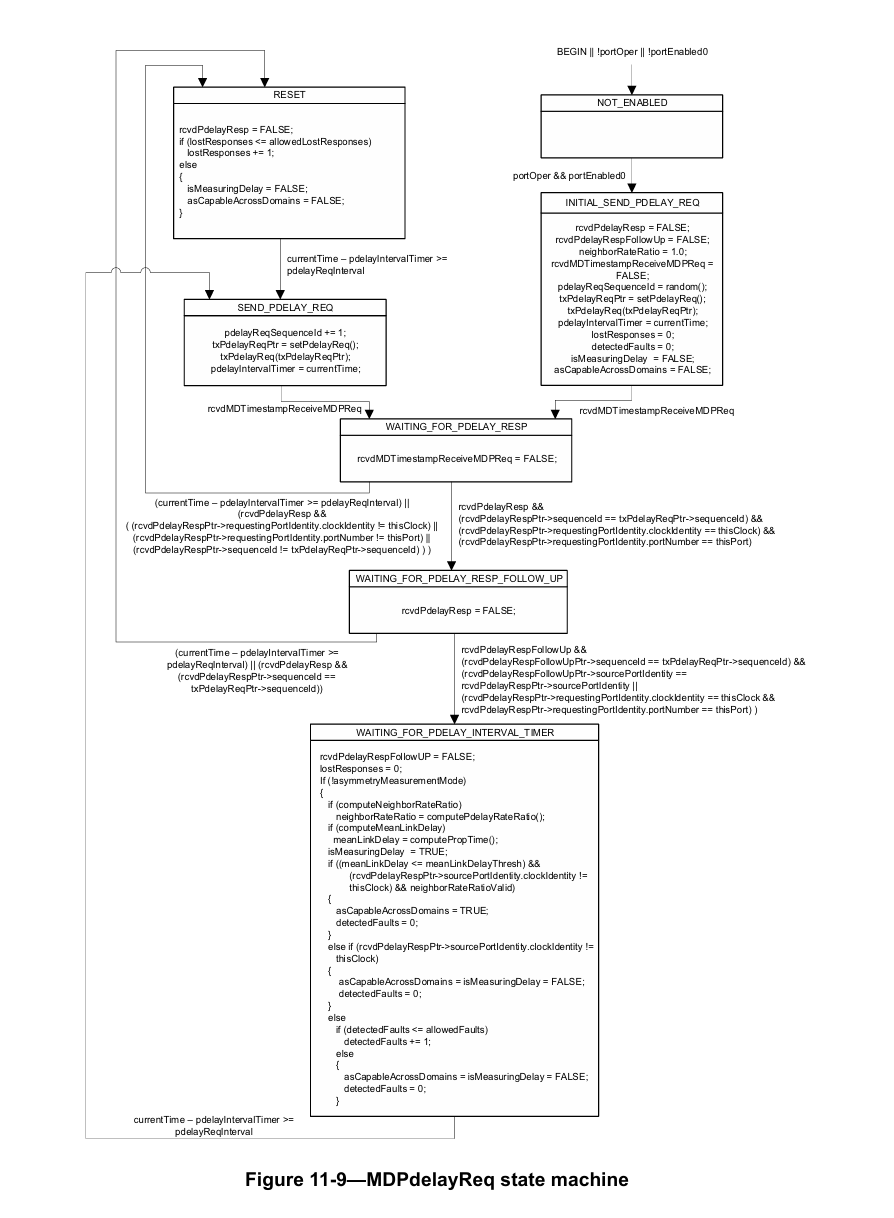 BEGIN || !portOper || !portEnabled0
RESET
rcvdPdelayResp = FALSE;
if (lostResponses <= allowedLostResponses)
lostResponses += 1;
else
{
isMeasuringDelay = FALSE;
asCapableAcrossDomains = FALSE;
}
NOT_ENABLED
portOper && portEnabled0
INITIAL_SEND_PDELAY_REQ
rcvdPdelayResp = FALSE;
rcvdPdelayRespFollowUp = FALSE;
neighborRateRatio = 1.0;
rcvdMDTimestampReceiveMDPReq =
FALSE;
pdelayReqSequenceId = random();
txPdelayReqPtr = setPdelayReq();
txPdelayReq(txPdelayReqPtr);
pdelayIntervalTimer = currentTime;
lostResponses = 0;
detectedFaults = 0;
isMeasuringDelay = FALSE;
asCapableAcrossDomains = FALSE;
currentTime – pdelayIntervalTimer >=
pdelayReqInterval
SEND_PDELAY_REQ
pdelayReqSequenceId += 1;
txPdelayReqPtr = setPdelayReq();
txPdelayReq(txPdelayReqPtr);
pdelayIntervalTimer = currentTime;
rcvdMDTimestampReceiveMDPReq
rcvdMDTimestampReceiveMDPReq
WAITING_FOR_PDELAY_RESP
rcvdMDTimestampReceiveMDPReq = FALSE;
(currentTime – pdelayIntervalTimer >= pdelayReqInterval) ||
(rcvdPdelayResp &&
( (rcvdPdelayRespPtr->requestingPortIdentity.clockIdentity != thisClock) ||
(rcvdPdelayRespPtr->requestingPortIdentity.portNumber != thisPort) ||
(rcvdPdelayRespPtr->sequenceId != txPdelayReqPtr->sequenceId) ) )
rcvdPdelayResp &&
(rcvdPdelayRespPtr->sequenceId == txPdelayReqPtr->sequenceId) &&
(rcvdPdelayRespPtr->requestingPortIdentity.clockIdentity == thisClock) &&
(rcvdPdelayRespPtr->requestingPortIdentity.portNumber == thisPort)
WAITING_FOR_PDELAY_RESP_FOLLOW_UP
rcvdPdelayResp = FALSE;
(currentTime – pdelayIntervalTimer >=
pdelayReqInterval) || (rcvdPdelayResp &&
(rcvdPdelayRespPtr->sequenceId ==
txPdelayReqPtr->sequenceId))
rcvdPdelayRespFollowUp &&
(rcvdPdelayRespFollowUpPtr->sequenceId == txPdelayReqPtr->sequenceId) &&
(rcvdPdelayRespFollowUpPtr->sourcePortIdentity ==
rcvdPdelayRespPtr->sourcePortIdentity ||
(rcvdPdelayRespPtr->requestingPortIdentity.clockIdentity == thisClock &&
rcvdPdelayRespPtr->requestingPortIdentity.portNumber == thisPort) )
WAITING_FOR_PDELAY_INTERVAL_TIMER
rcvdPdelayRespFollowUP = FALSE;
lostResponses = 0;
If (!asymmetryMeasurementMode)
{
if (computeNeighborRateRatio)
neighborRateRatio = computePdelayRateRatio();
if (computeMeanLinkDelay)
meanLinkDelay = computePropTime();
isMeasuringDelay = TRUE;
if ((meanLinkDelay <= meanLinkDelayThresh) &&
(rcvdPdelayRespPtr->sourcePortIdentity.clockIdentity !=
thisClock) && neighborRateRatioValid)
{
asCapableAcrossDomains = TRUE;
detectedFaults = 0;
}
else if (rcvdPdelayRespPtr->sourcePortIdentity.clockIdentity !=
thisClock)
{
asCapableAcrossDomains = isMeasuringDelay = FALSE;
detectedFaults = 0;
}
else
if (detectedFaults <= allowedFaults)
detectedFaults += 1;
else
{
asCapableAcrossDomains = isMeasuringDelay = FALSE;
detectedFaults = 0;
}
currentTime – pdelayIntervalTimer >=
pdelayReqInterval
Figure 11-9—MDPdelayReq state machine